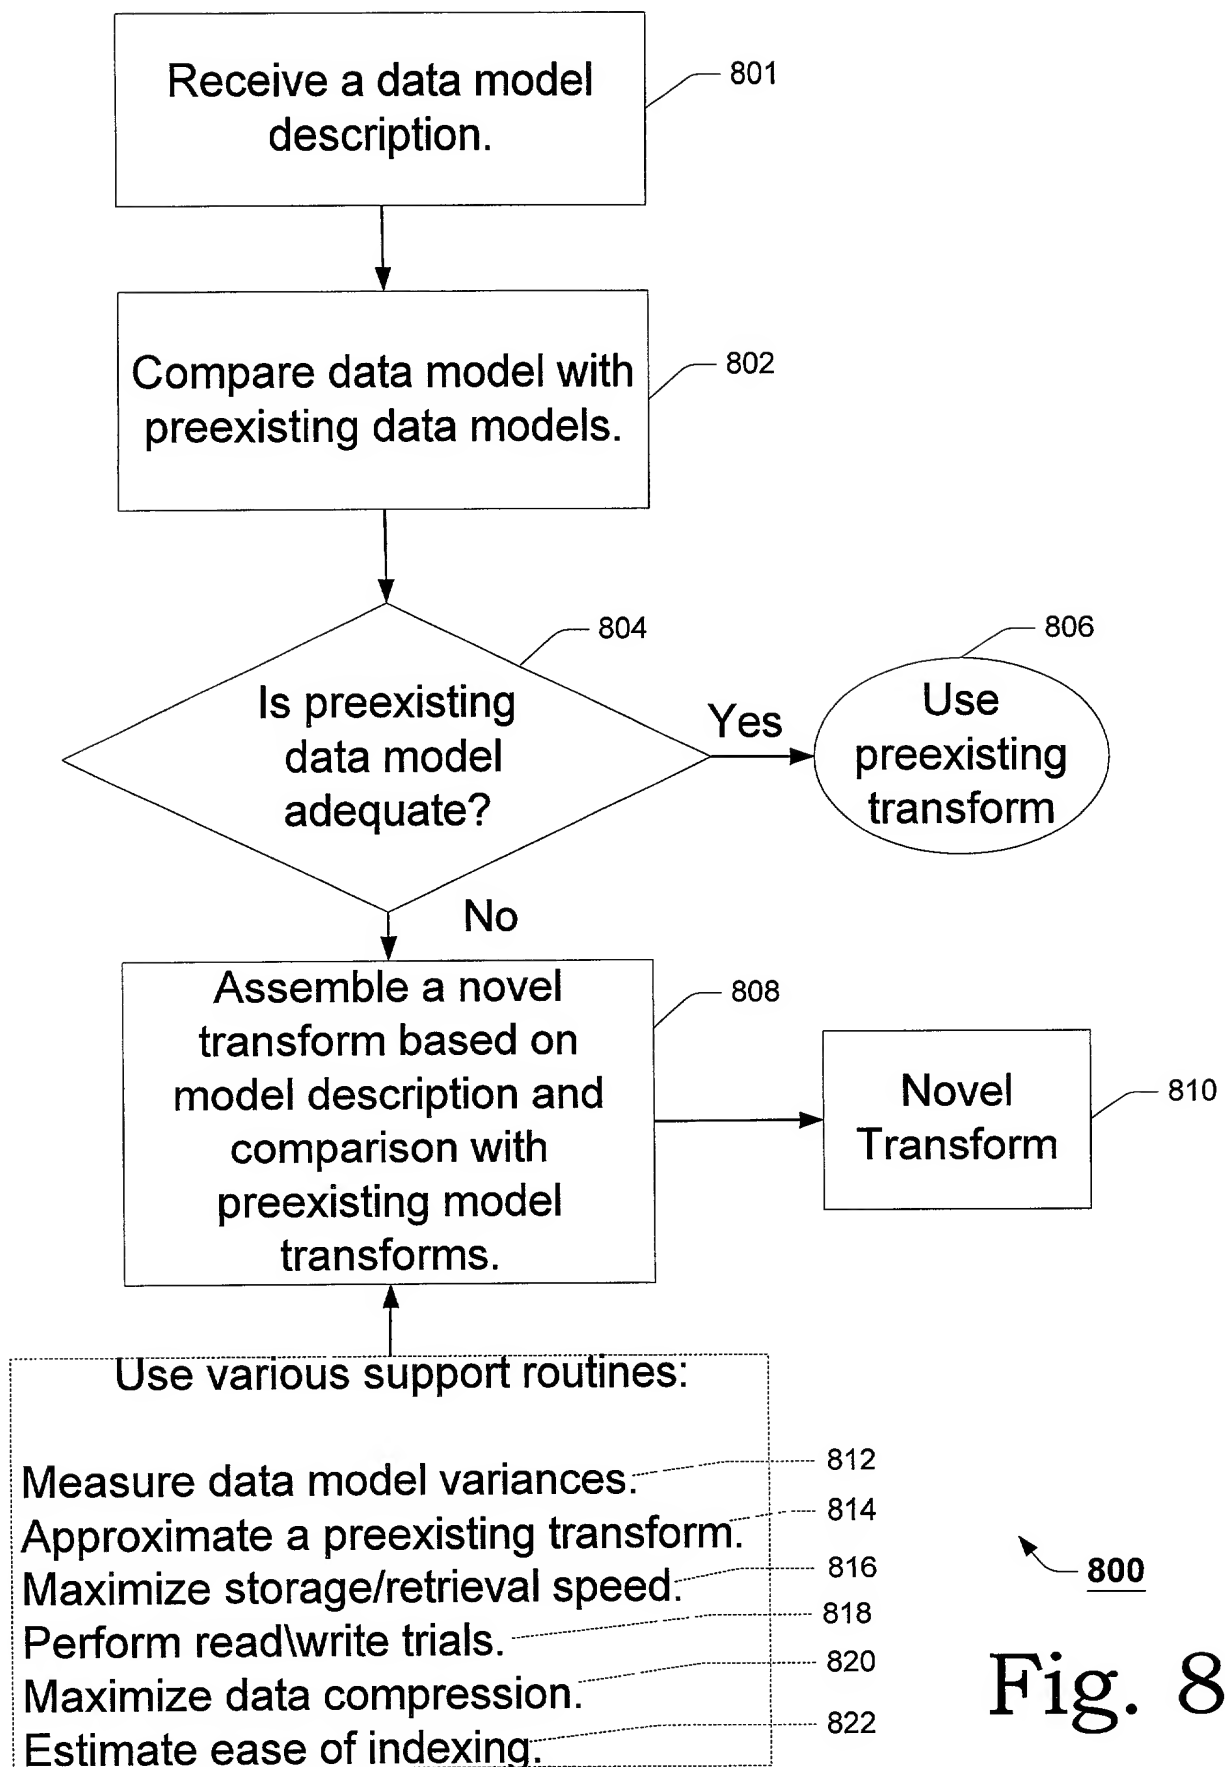 Receive a data model
description.
801
Compare data model with
preexisting data models.
802
804
Is preexisting
data model
adequate?
Yes
806
Use
preexisting
transform
No
Assemble a novel
transform based on
model description and
comparison with
preexisting model
transforms.
808
Novel
Transform
810
Use various support routines:
Measure data model variances.
812
Approximate a preexisting transform.
814
Maximize storage/retrieval speed.
816
Perform read\write trials.
818
Maximize data compression.
820
Estimate ease of indexing.
822
800
Fig. 8